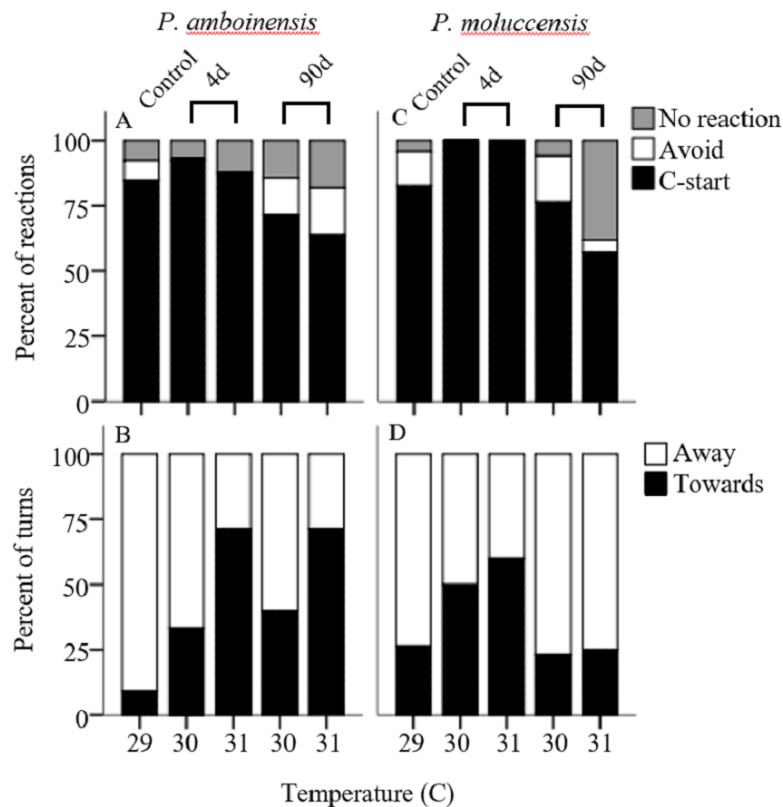 P. amboinensis P. moluccensis
Control 4d 90d Control 4d 90d
A C
No reaction
Avoid
C-start
Percent of reactions
100
75
50
25
0
B D
Away
Towards
Percent of turns
100
75
50
25
0
29 30 31 30 31 29 30 31 30 31
Temperature (C)